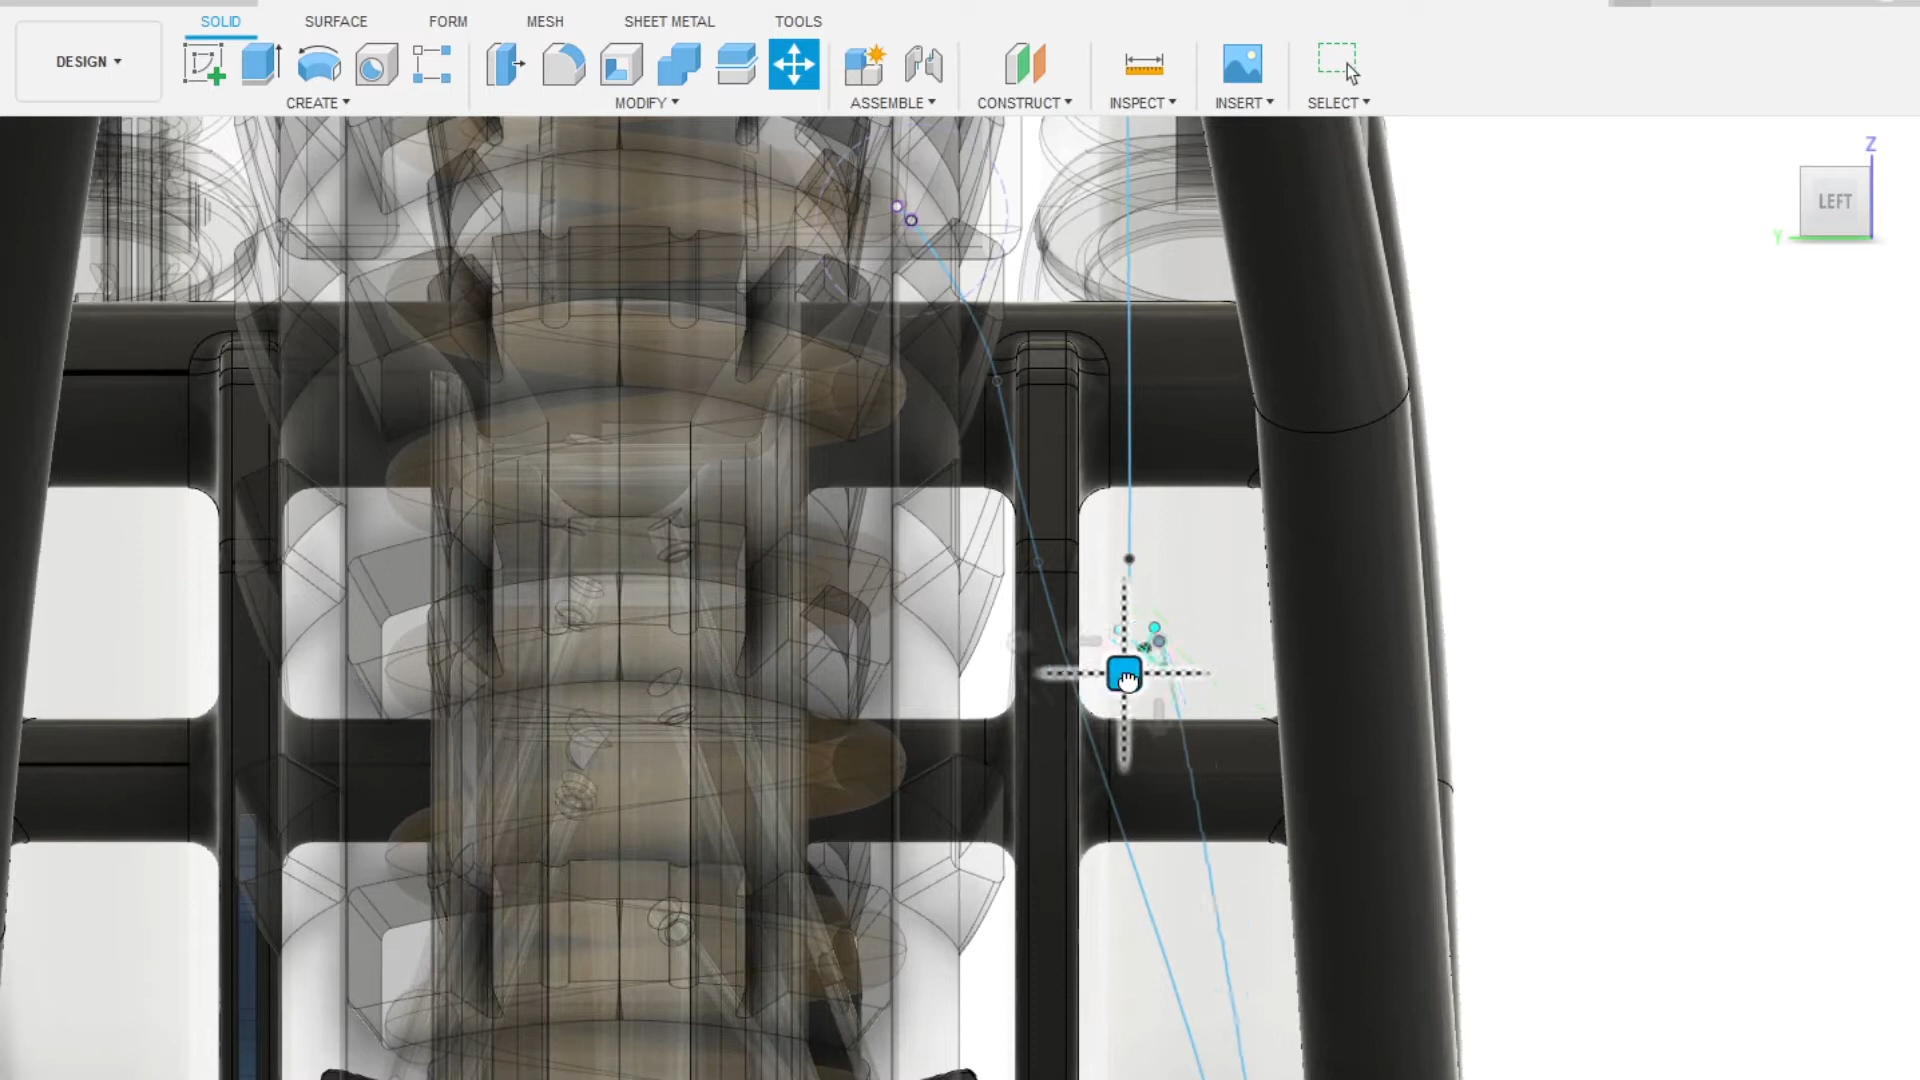 SOLID SURFACE FORM MESH SHEET METAL TOOLS
DESIGN
CREATE MODIFY ASSEMBLE CONSTRUCT INSPECT INSERT SELECT
Z
LEFT
Y